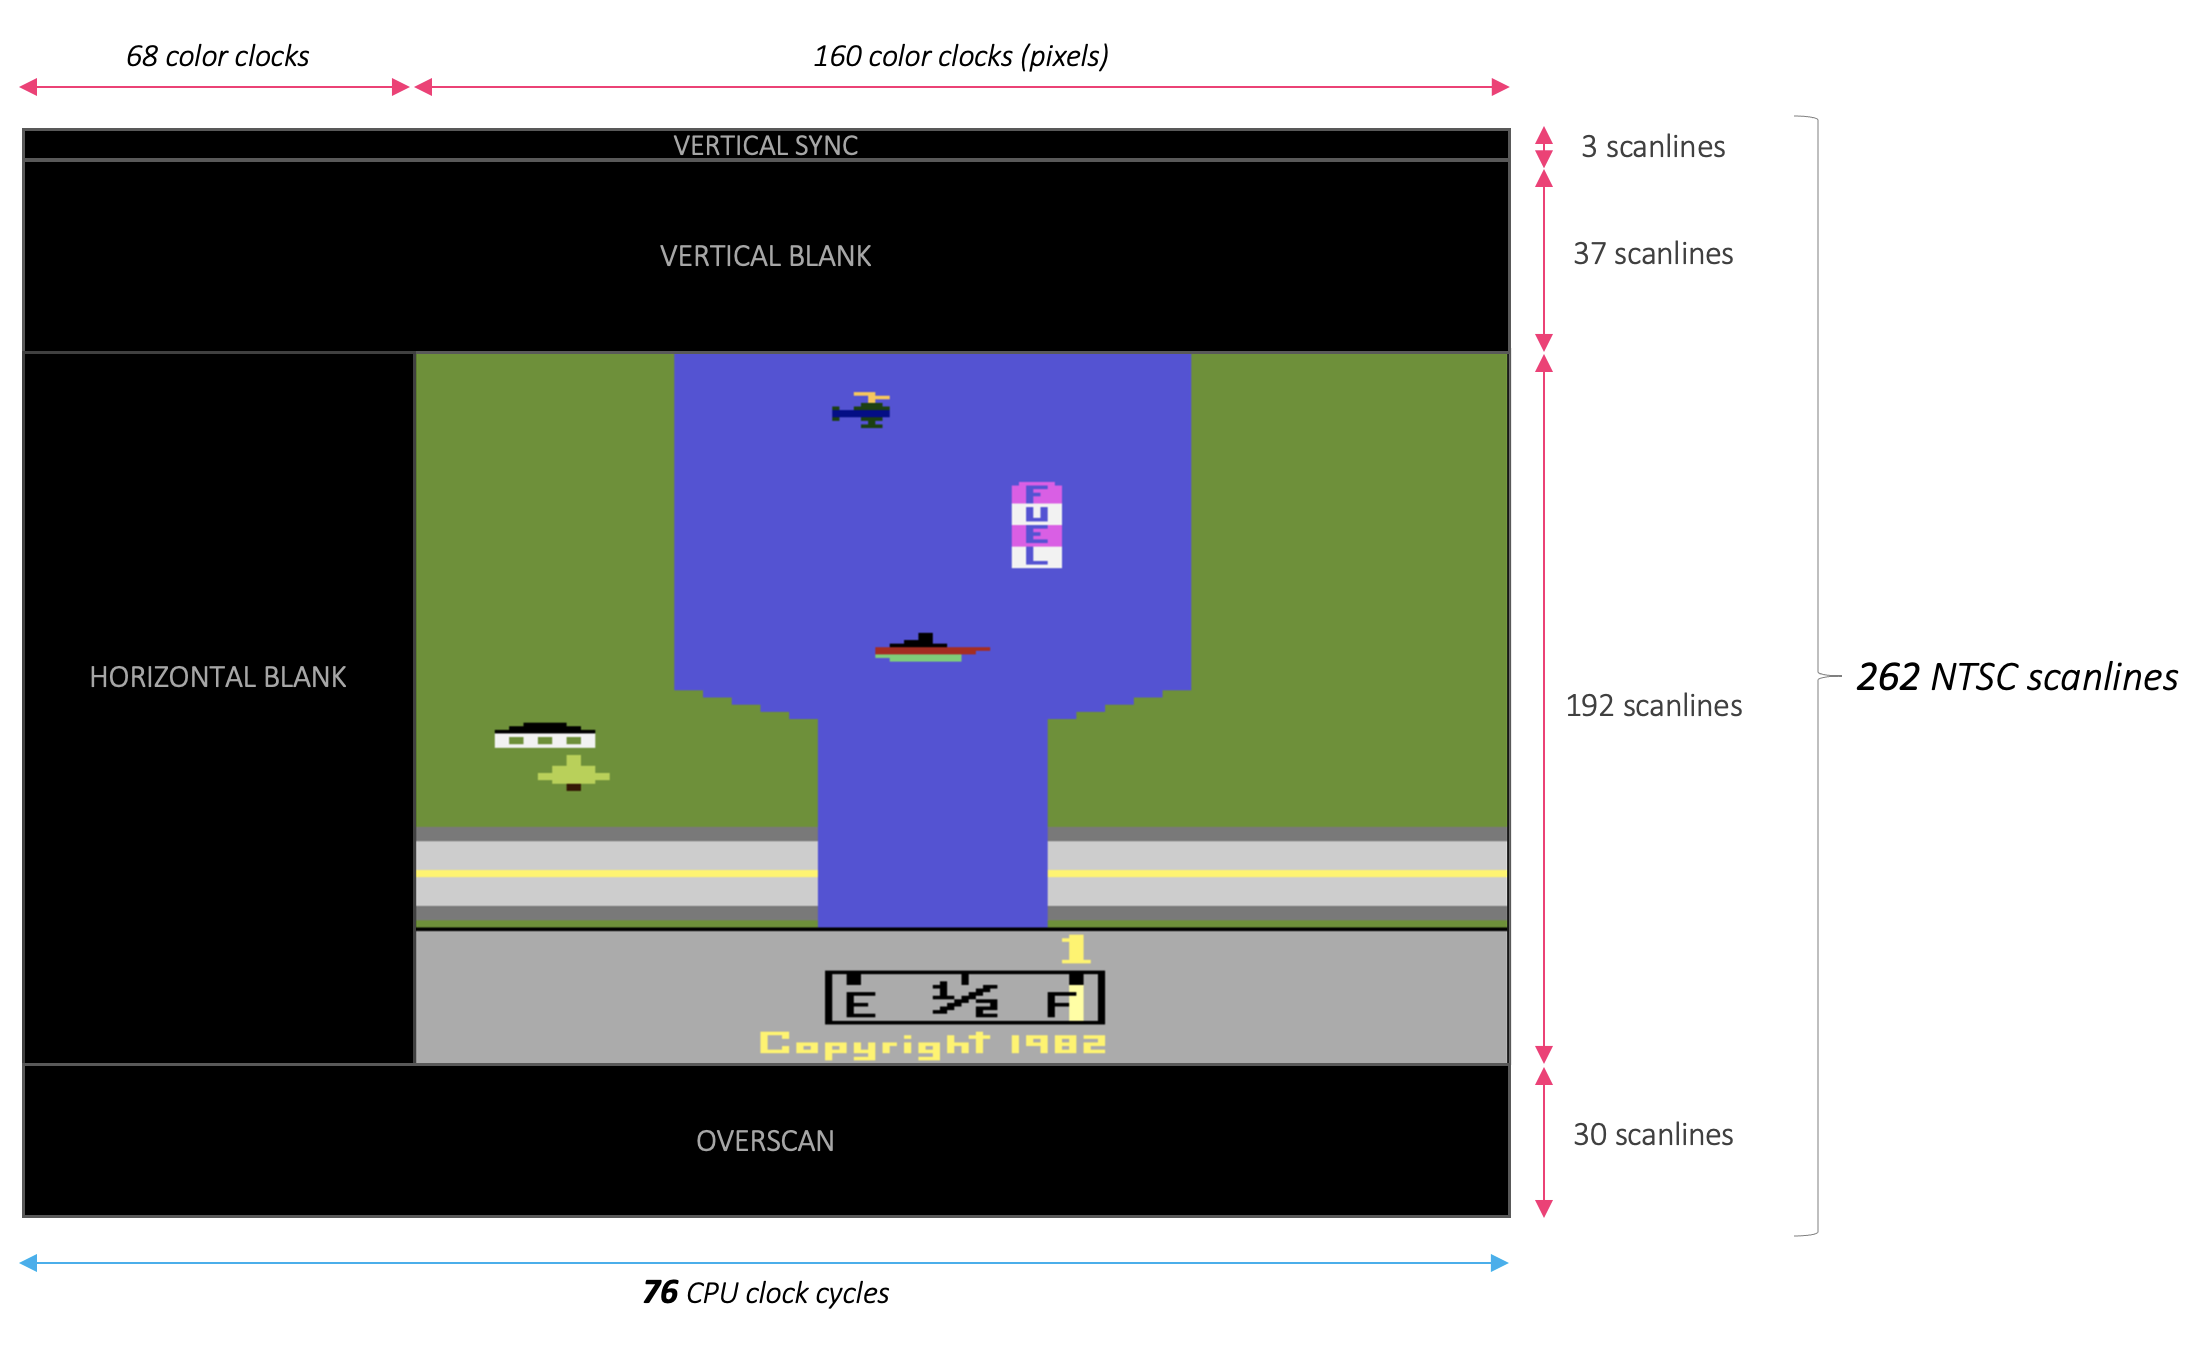 68 color clocks
160 color clocks (pixels)
VERTICAL SYNC
3 scanlines
VERTICAL BLANK
37 scanlines
F
U
E
L
HORIZONTAL BLANK
262 NTSC scanlines
192 scanlines
1
E 1/2 F
Copyright 1982
OVERSCAN
30 scanlines
76 CPU clock cycles